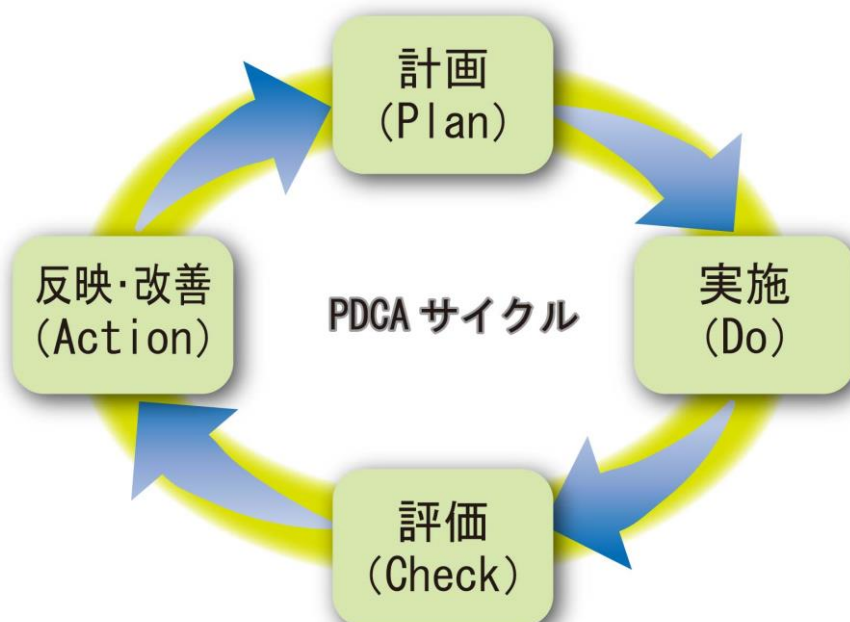 計画
(Plan)
実施
(Do)
評価
(Check)
反映・改善
(Action)
PDCA サイクル